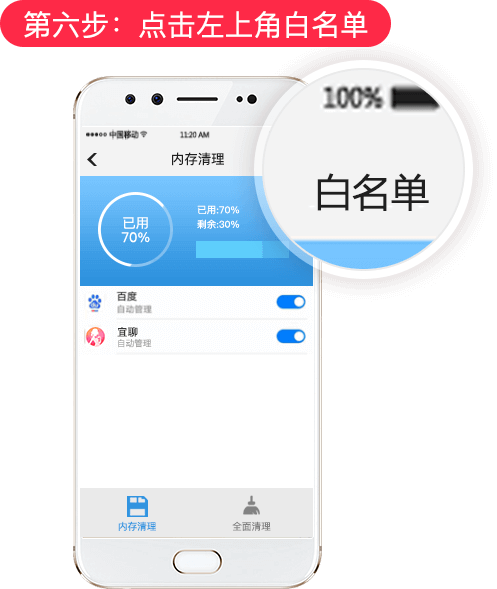 第六步：点击左上角白名单
100%
白名单
中国移动 11:20 AM
内存清理
已用
70%
已用:70%
剩余:30%
百度
自动管理
宜聊
自动管理
内存清理 全面清理